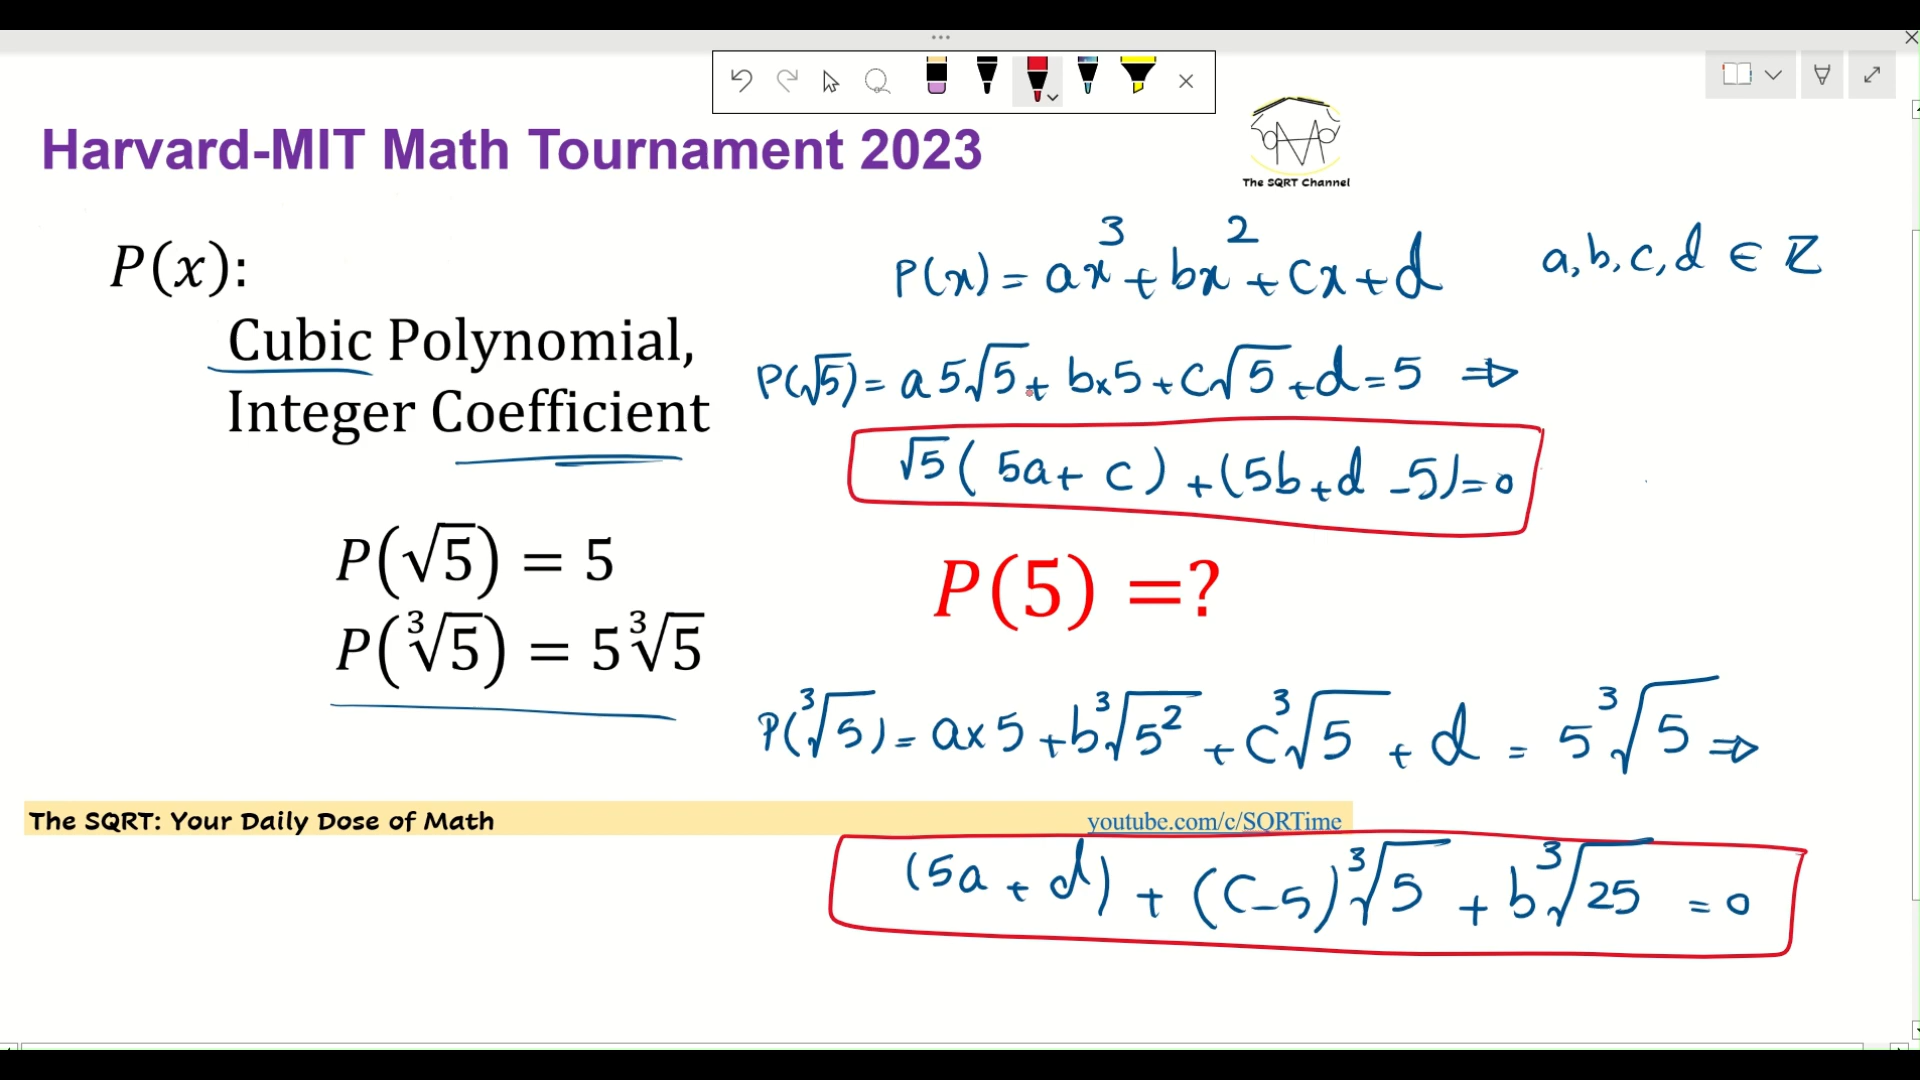 Harvard-MIT Math Tournament 2023
The SQRT Channel
P(x):
Cubic Polynomial,
Integer Coefficient
P(√5) = 5
P(∛5) = 5∛5
P(x) = ax³ + bx² + cx + d
a, b, c, d ∈ ℤ
P(√5) = a 5√5 + b×5 + c√5 + d = 5 ⇒
√5 ( 5a + c ) + (5b + d - 5) = 0
P(5) =?
P(∛5) = a×5 + b∛5² + c∛5 + d = 5∛5 ⇒
The SQRT: Your Daily Dose of Math
youtube.com/c/SQRTime
(5a + d) + (c - 5)∛5 + b∛25 = 0